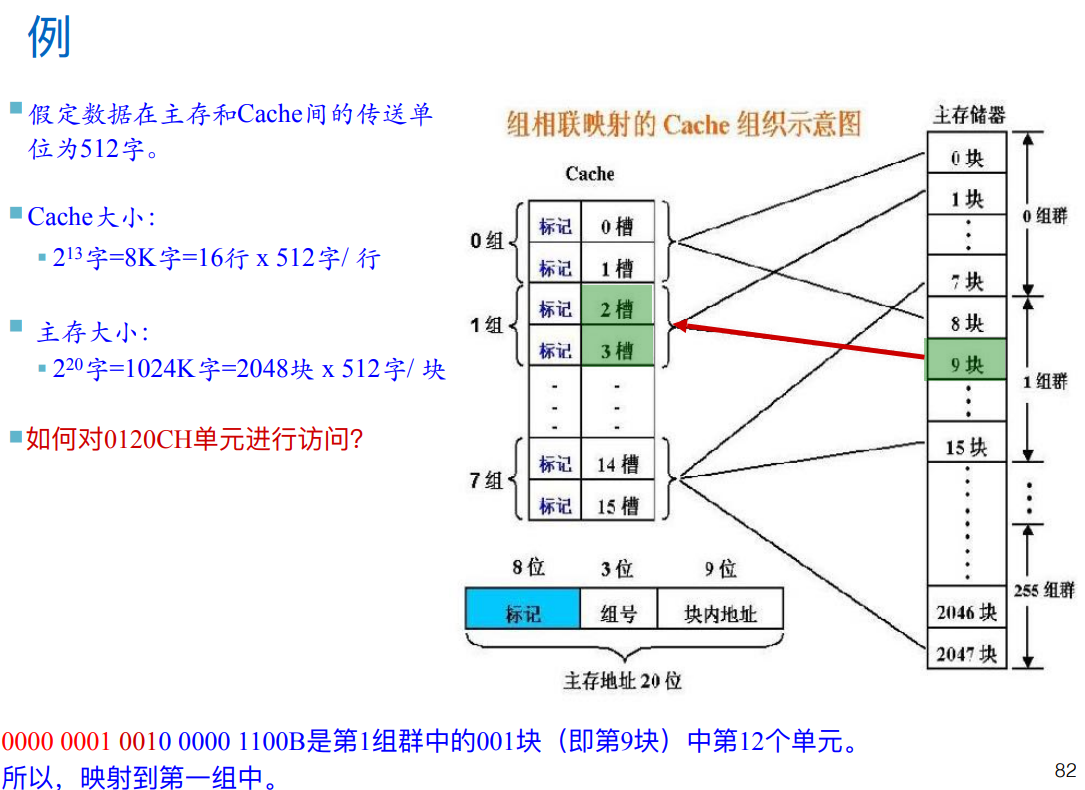 例
假定数据在主存和Cache间的传送单
位为512字。
Cache大小：
2¹³字=8K字=16行 x 512字/ 行
主存大小：
2²⁰字=1024K字=2048块 x 512字/ 块
如何对0120CH单元进行访问？
组相联映射的 Cache 组织示意图
Cache
0 组
标记 0 槽
标记 1 槽
1 组
标记 2 槽
标记 3 槽
7 组
标记 14 槽
标记 15 槽
主存储器
0 块
1 块
0 组群
7 块
8 块
9 块
1 组群
15 块
255 组群
2046 块
2047 块
8 位 3 位 9 位
标记 组号 块内地址
主存地址 20 位
0000 0001 0010 0000 1100B是第1组群中的001块（即第9块）中第12个单元。
所以，映射到第一组中。
82